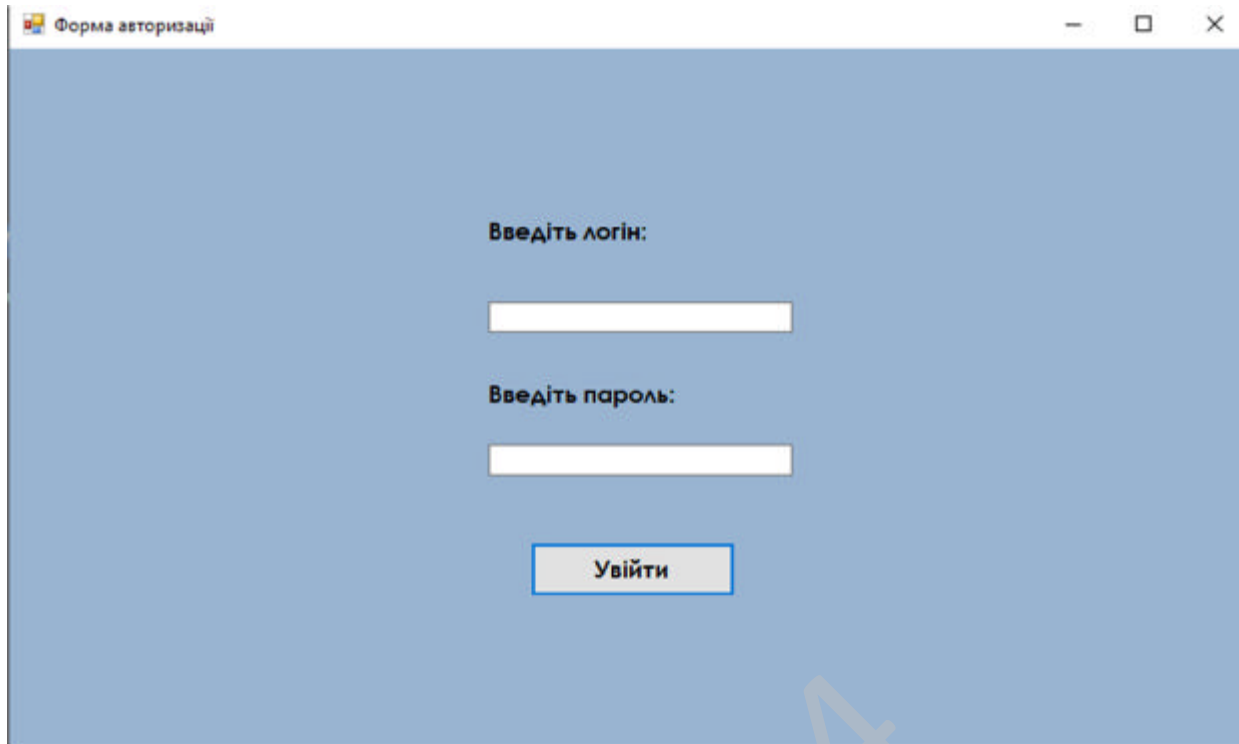 Форма авторизації
Введіть логін:
Введіть пароль:
Увійти